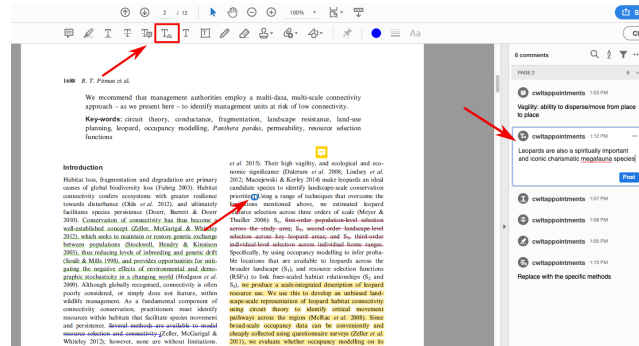 2 / 12
100%
Aa
S
Cl
1688 R. T. Pitman et al.
We recommend that management authorities employ a multi-data, multi-scale connectivity
approach – as we present here – to identify management units at risk of low connectivity.
Key-words: circuit theory, conductance, fragmentation, landscape resistance, land-use
planning, leopard, occupancy modelling, Panthera pardus, permeability, resource selection
functions
Introduction
Habitat loss, fragmentation and degradation are primary
causes of global biodiversity loss (Fahrig 2003). Habitat
connectivity confers ecosystems with greater resilience
towards disturbance (Olds et al. 2012), and ultimately
facilitates species persistence (Doerr, Barrett & Doerr
2010). Conservation of connectivity has thus become a
well-established concept (Zeller, McGarigal & Whiteley
2012), which seeks to maintain or restore genetic exchange
between populations (Stockwell, Hendry & Kinnison
2003), thus reducing levels of inbreeding and genetic drift
(Soulé & Mills 1998), and provides opportunities for miti-
gating the negative effects of environmental and demo-
graphic stochasticity in a changing world (Hodgson et al.
2009). Although globally recognised, connectivity is often
poorly considered, or simply does not feature, within
wildlife management. As a fundamental component of
connectivity conservation, practitioners must identify
resources within habitats that facilitate species movement
and persistence. Several methods are available to model
resource selection and connectivity (Zeller, McGarigal &
Whiteley 2012); however, none are without limitations.
et al. 2015). Their high vagility, and ecological and eco-
nomic significance (Dalerum et al. 2008; Lindsey et al.
2012; Maciejewski & Kerley 2014) make leopards an ideal
candidate species to identify landscape-scale conservation
priorities. Using a range of techniques that overcome the
limitations mentioned above, we estimated leopard
resource selection across three orders of scale (Meyer &
Thuiller 2006): S₁, first-order population-level selection
across the study area; S₂, second-order landscape-level
selection across key leopard areas; and S₃, third-order
individual-level selection across individual home ranges.
Specifically, by using occupancy modelling to infer proba-
ble locations that are available to leopards across the
broader landscape (S₁), and resource selection functions
(RSFs) to link finer-scaled habitat relationships (S₂ and
S₃), we produce a scale-integrated description of leopard
resource use. We use this to develop an unbiased land-
scape-scale representation of leopard habitat connectivity
using circuit theory to identify critical movement
pathways across the region (McRae et al. 2008). Since
broad-scale occupancy data can be conveniently and
cheaply collected using questionnaire surveys (Zeller et al.
2011), we evaluate whether occupancy modelling on its
6 comments
PAGE 2
6
cwltappointments 1:03 PM
Vagility: ability to disperse/move from place
to place
cwltappointments 1:12 PM
Leopards are also a spiritually important
and iconic charismatic megafauna species
Post
cwltappointments 1:07 PM
cwltappointments 1:08 PM
cwltappointments 1:05 PM
cwltappointments 1:10 PM
Replace with the specific methods